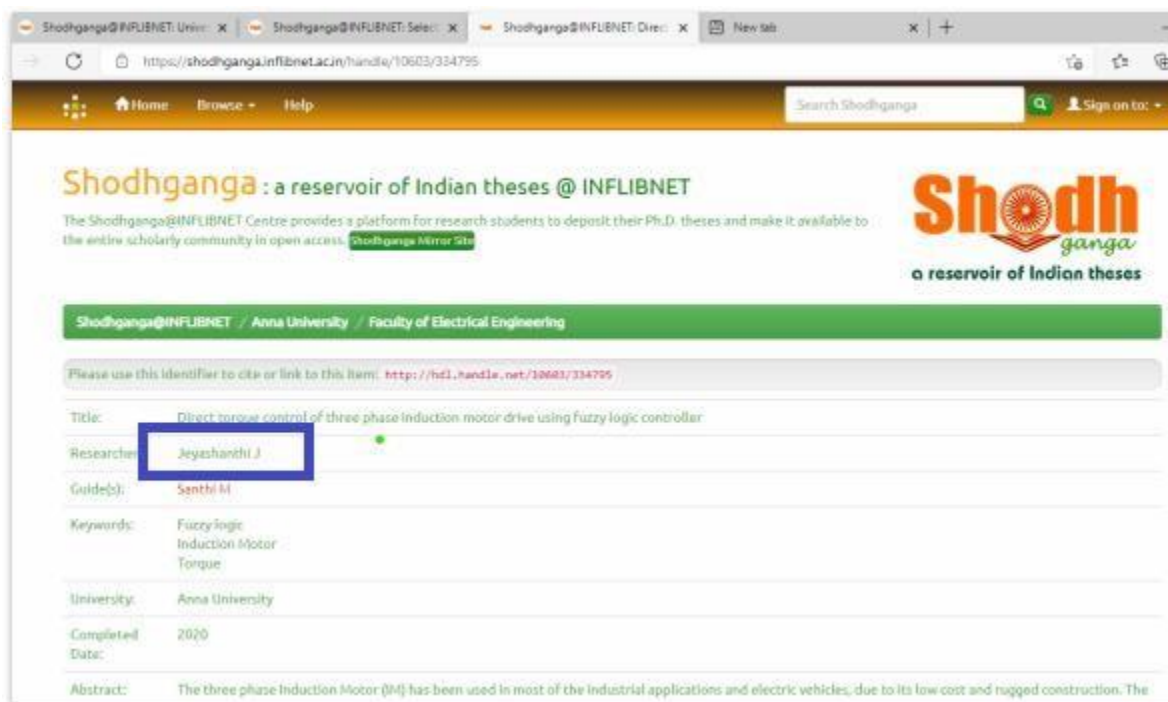 Shodhganga@INFLIBNET: Univer
Shodhganga@INFLIBNET: Select
Shodhganga@INFLIBNET: Direc
New tab
https://shodhganga.inflibnet.ac.in/handle/10603/334795
Home Browse Help Search Shodhganga Sign on to:
Shodhganga : a reservoir of Indian theses @ INFLIBNET
The Shodhganga@INFLIBNET Centre provides a platform for research students to deposit their Ph.D. theses and make it available to
the entire scholarly community in open access. Shodhganga Mirror Site
Shodh
ganga
a reservoir of Indian theses
Shodhganga@INFLIBNET / Anna University / Faculty of Electrical Engineering
Please use this identifier to cite or link to this item: http://hdl.handle.net/10603/334795
Title: Direct torque control of three phase induction motor drive using fuzzy logic controller
Researcher Jeyashanthi J
Guide(s): Santhi M
Keywords: Fuzzy logic
Induction Motor
Torque
University: Anna University
Completed 2020
Date:
Abstract: The three phase Induction Motor (IM) has been used in most of the industrial applications and electric vehicles, due to its low cost and rugged construction. The